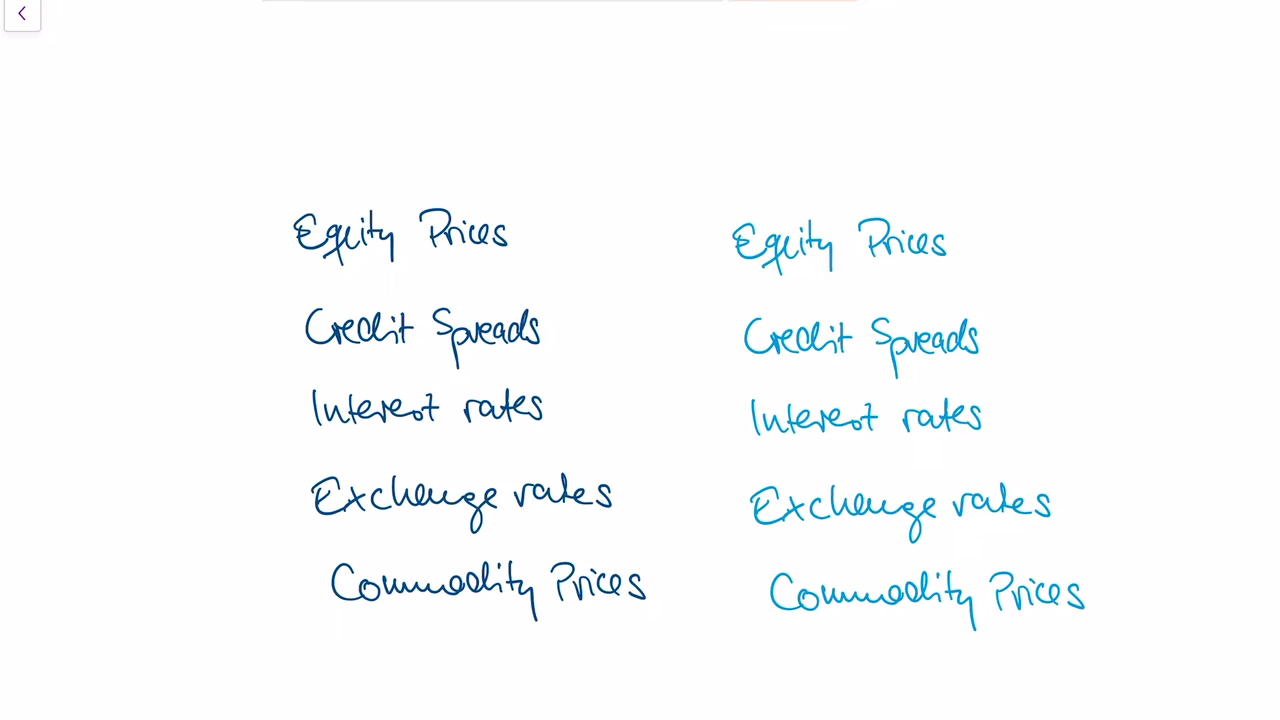 Equity Prices
Credit Spreads
Interest rates
Exchange rates
Commodity Prices
Equity Prices
Credit Spreads
Interest rates
Exchange rates
Commodity Prices